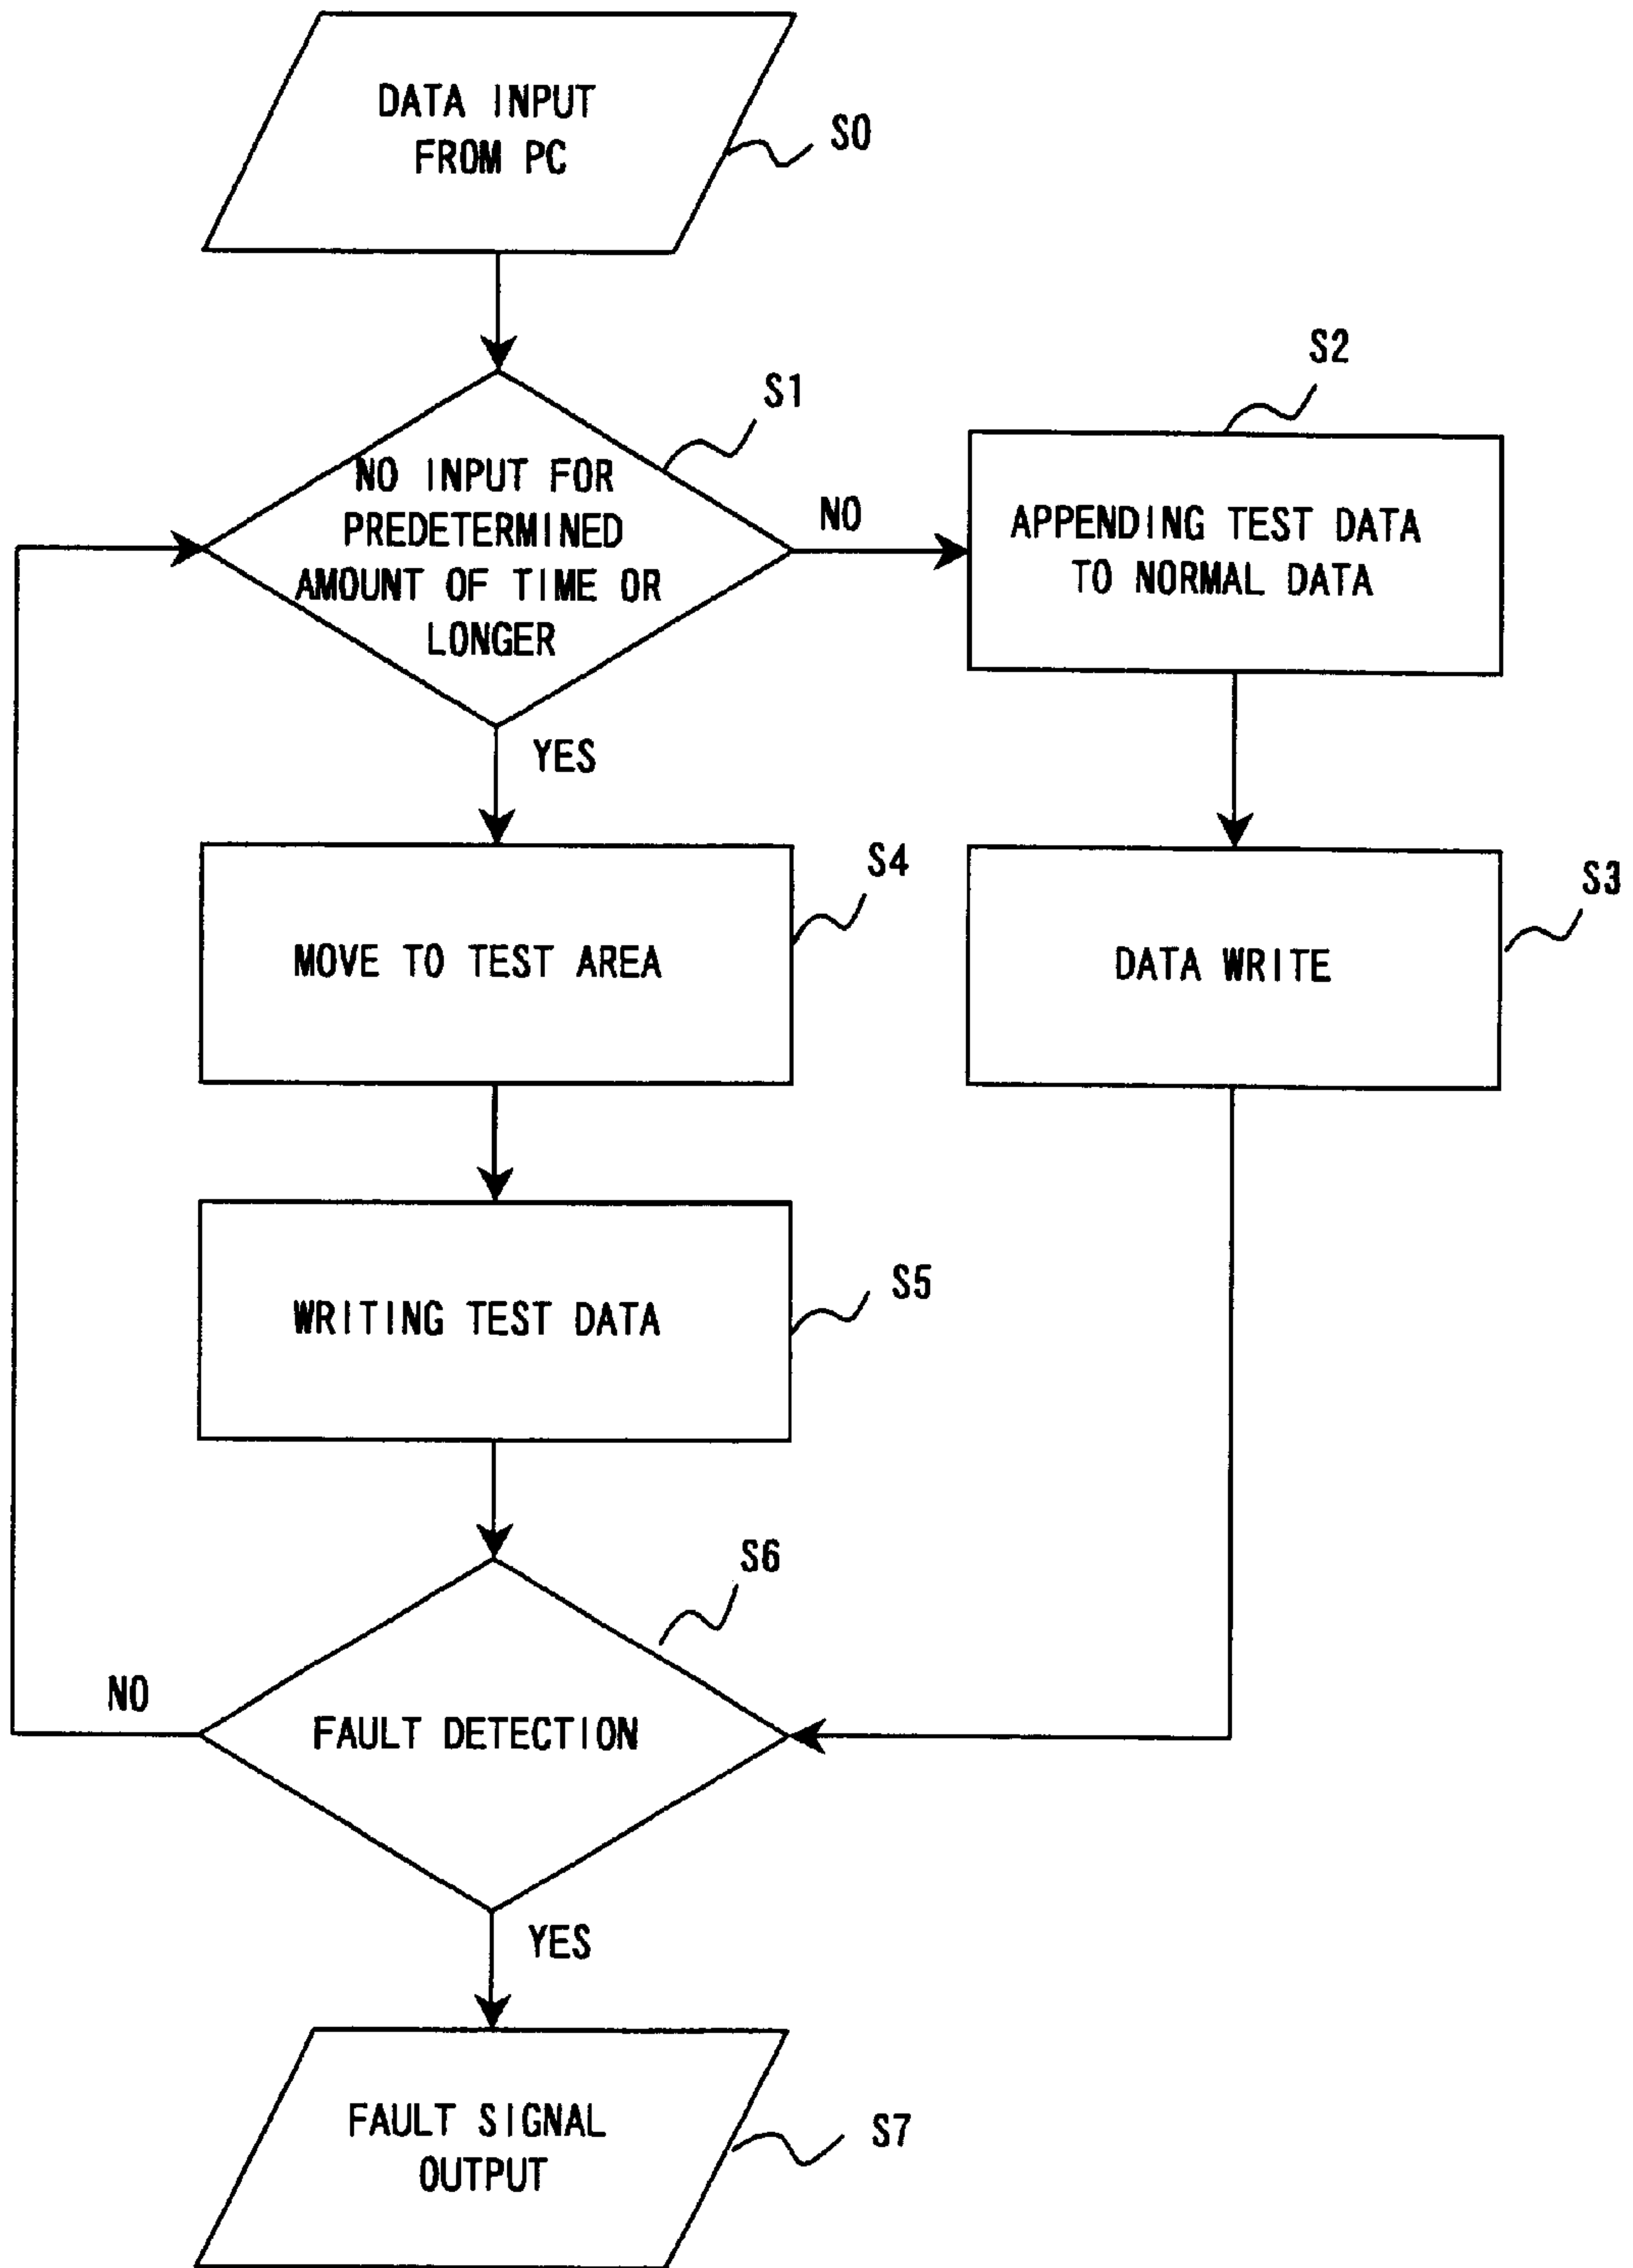 DATA INPUT
FROM PC
S0
S1
NO INPUT FOR
PREDETERMINED
AMOUNT OF TIME OR
LONGER
NO
S2
APPENDING TEST DATA
TO NORMAL DATA
YES
S4
MOVE TO TEST AREA
S3
DATA WRITE
S5
WRITING TEST DATA
S6
NO
FAULT DETECTION
YES
FAULT SIGNAL
OUTPUT
S7